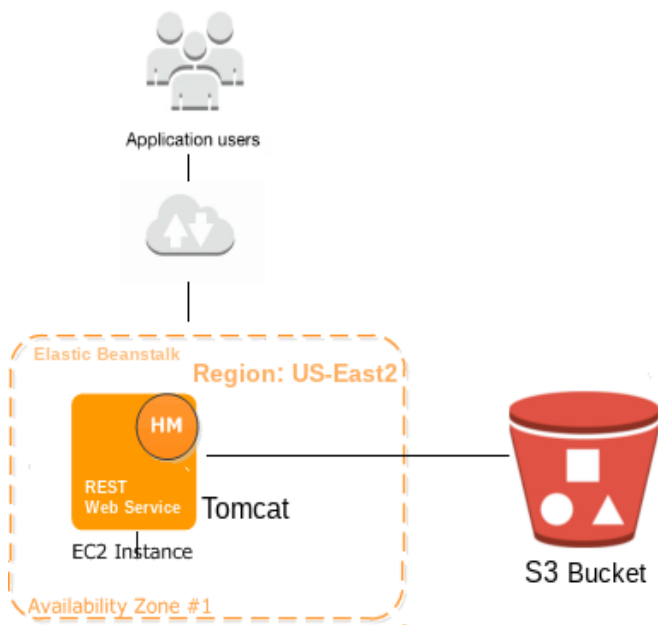 Application users
Elastic Beanstalk
Region: US-East2
HM
REST
Web Service
Tomcat
EC2 Instance
S3 Bucket
Availability Zone #1